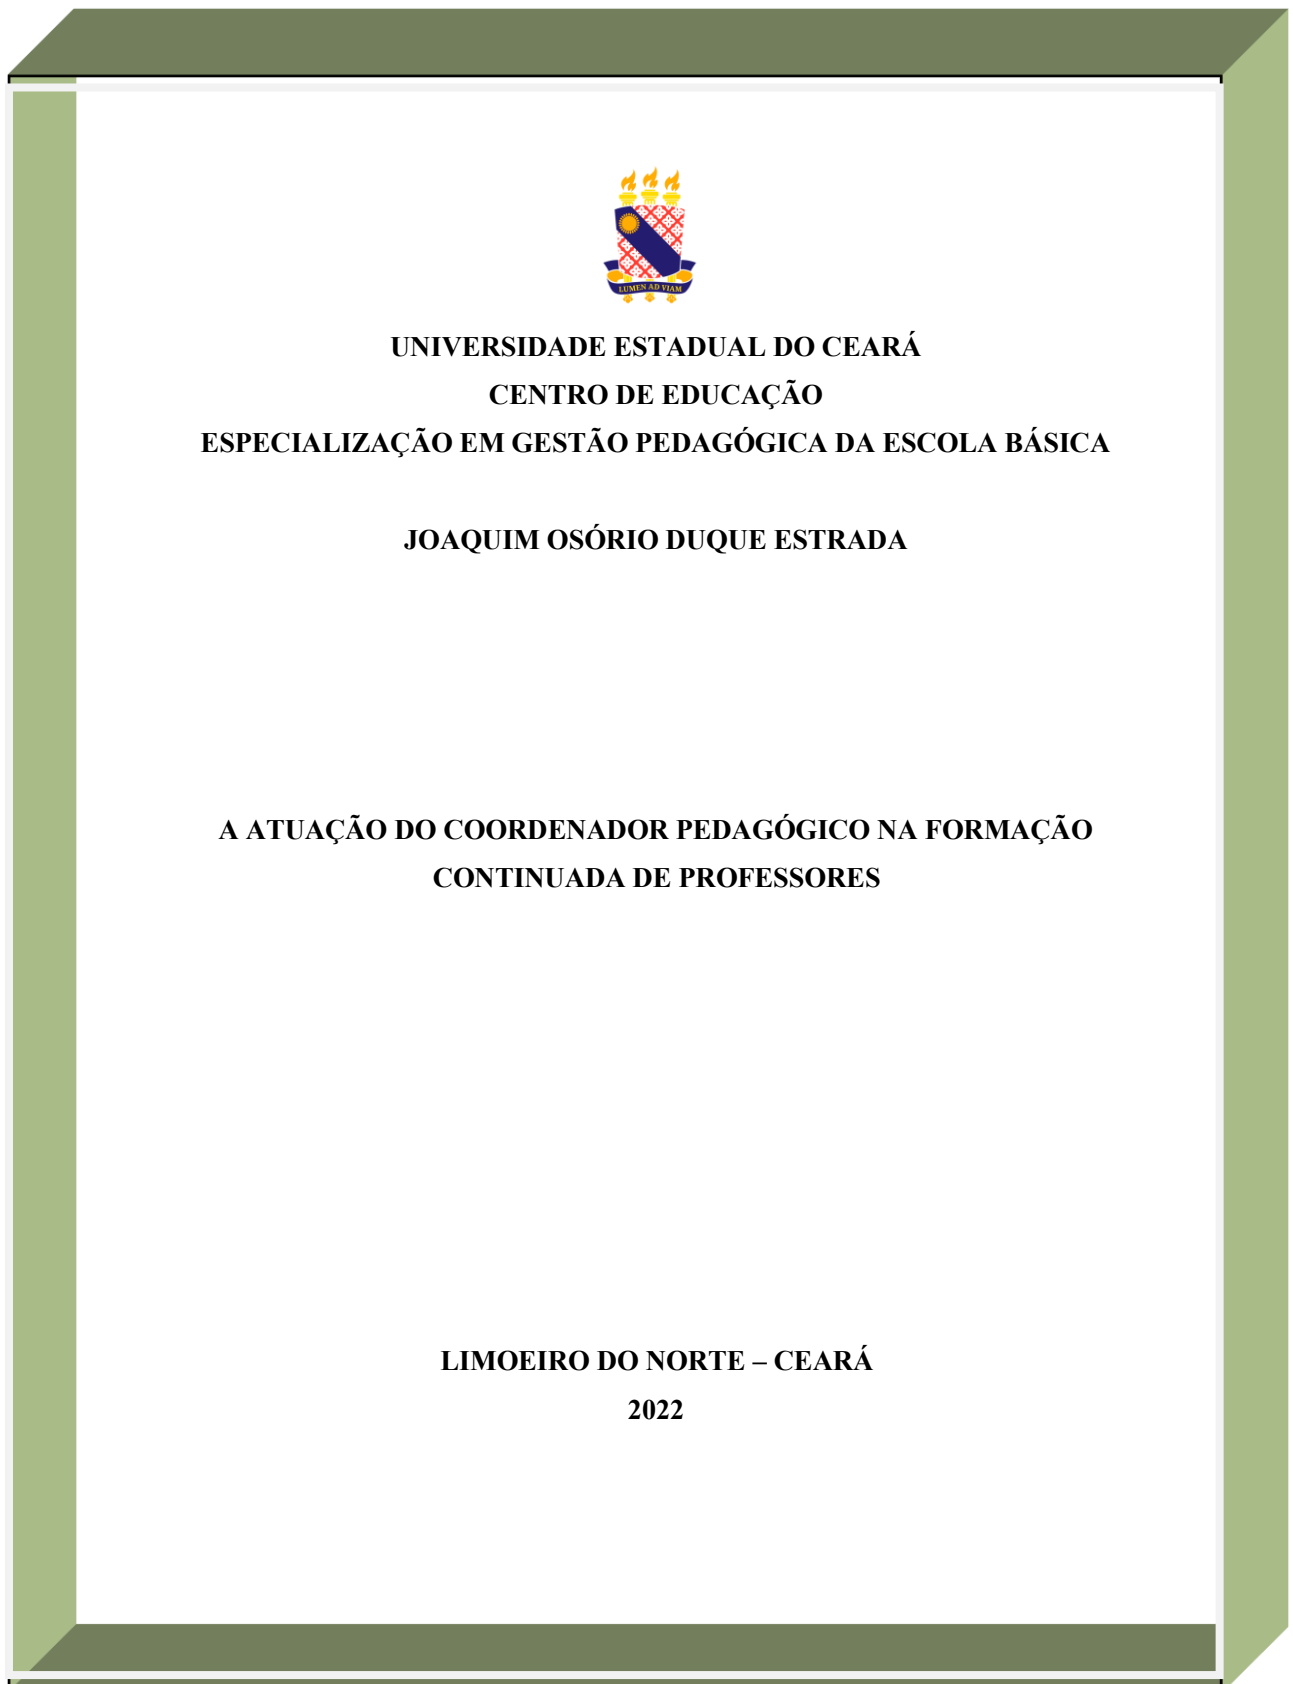 LUMEN AD VIAM
UNIVERSIDADE ESTADUAL DO CEARÁ
CENTRO DE EDUCAÇÃO
ESPECIALIZAÇÃO EM GESTÃO PEDAGÓGICA DA ESCOLA BÁSICA
JOAQUIM OSÓRIO DUQUE ESTRADA
A ATUAÇÃO DO COORDENADOR PEDAGÓGICO NA FORMAÇÃO
CONTINUADA DE PROFESSORES
LIMOEIRO DO NORTE – CEARÁ
2022